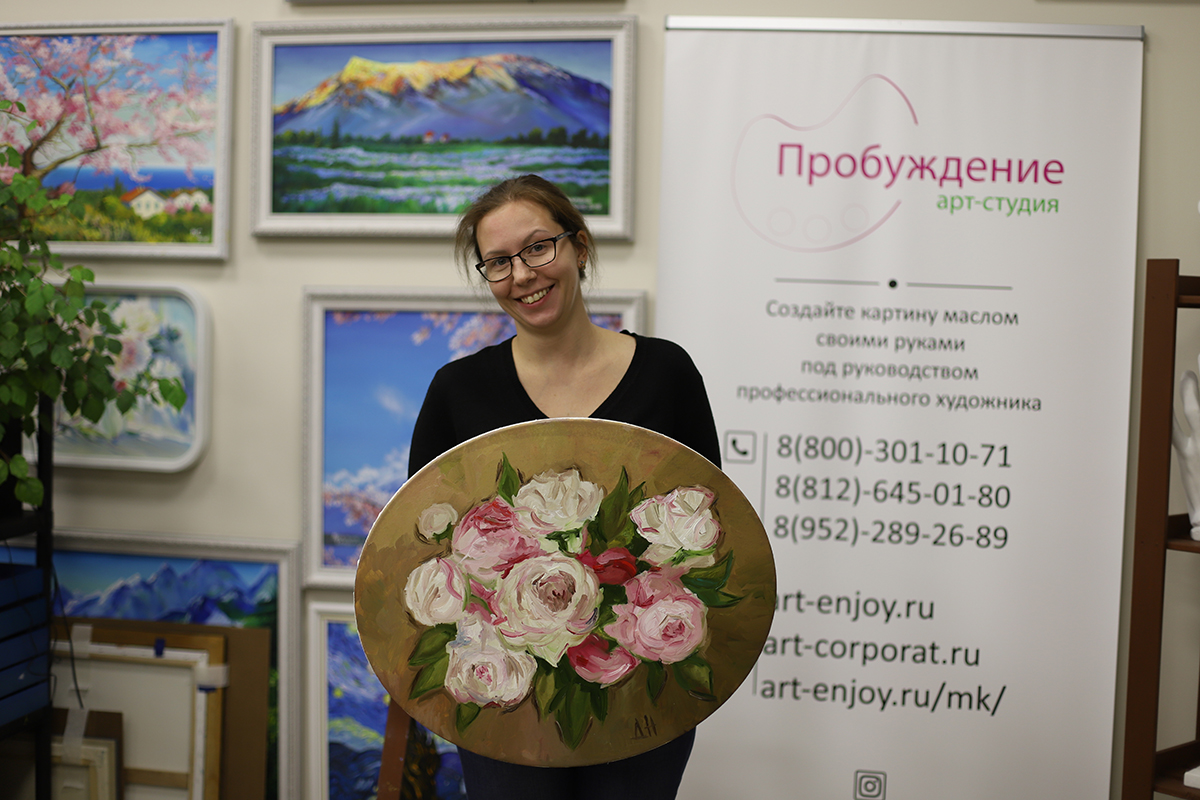 Пробуждение
арт-студия
Создайте картину маслом
своими руками
под руководством
профессионального художника
8(800)-301-10-71
8(812)-645-01-80
8(952)-289-26-89
art-enjoy.ru
art-corporat.ru
art-enjoy.ru/mk/